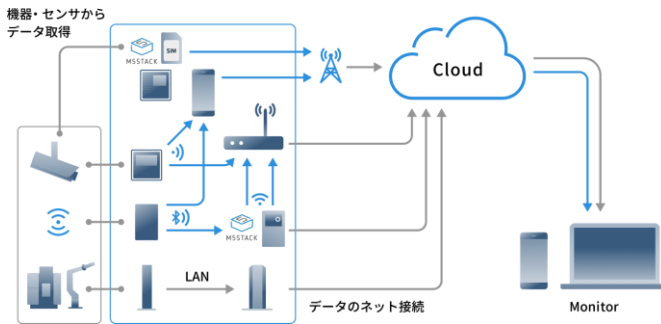 機器・センサから
データ取得
SIM
M5STACK
Cloud
M5STACK
LAN
データのネット接続
Monitor